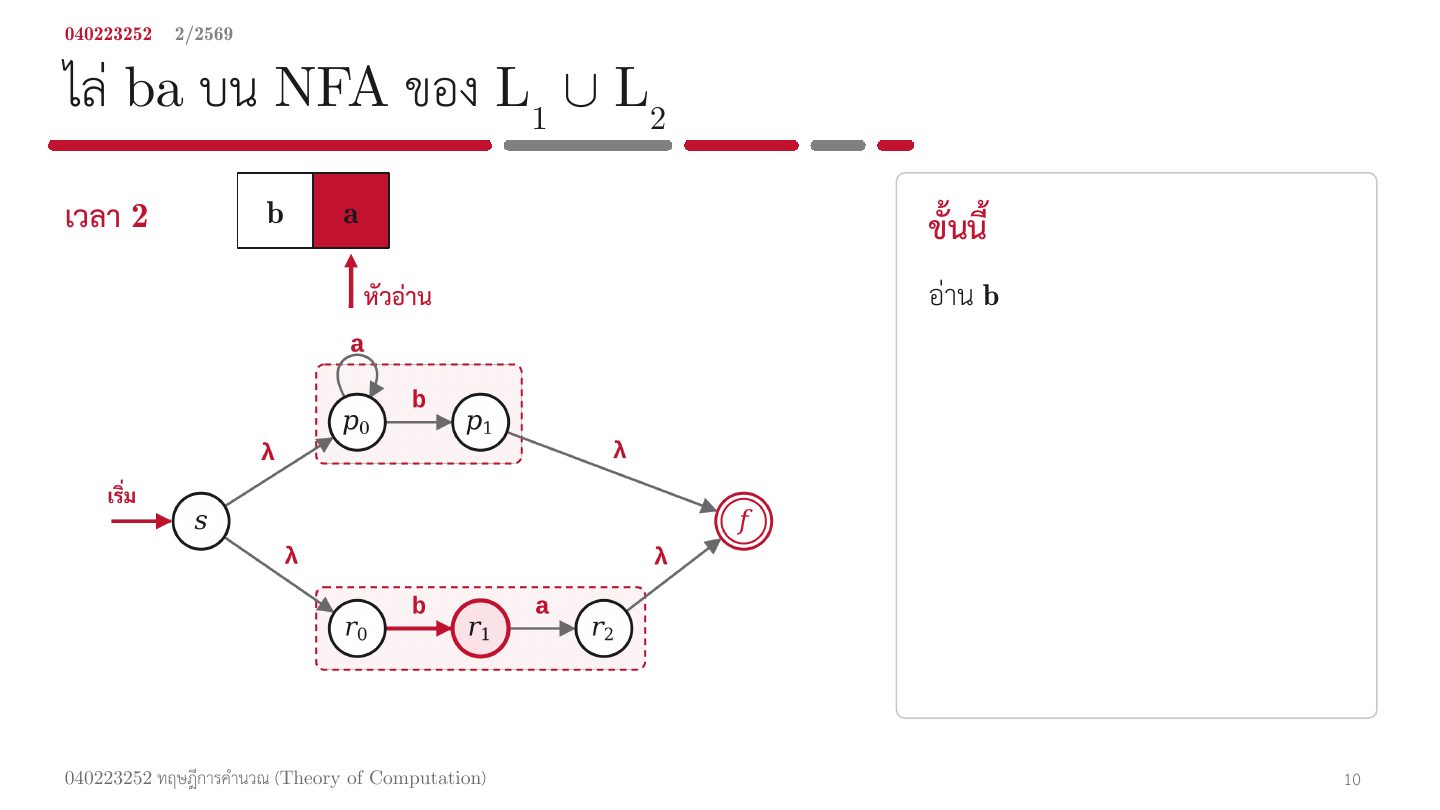 040223252 2/2569
ไล่ ba บน NFA ของ L₁ ∪ L₂
เวลา 2
b a
หัวอ่าน
ขั้นนี้
อ่าน b
a
b
p₀ p₁
λ λ
เริ่ม
s f
λ λ
b a
r₀ r₁ r₂
040223252 ทฤษฎีการคำนวณ (Theory of Computation) 10